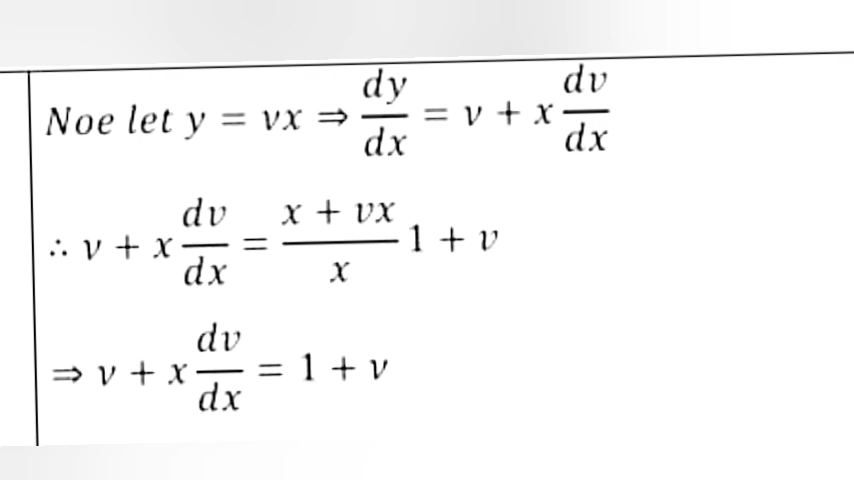 Noe let y = vx ⇒ dy/dx = v + x dv/dx
∴ v + x dv/dx = (x + vx)/x 1 + v
⇒ v + x dv/dx = 1 + v